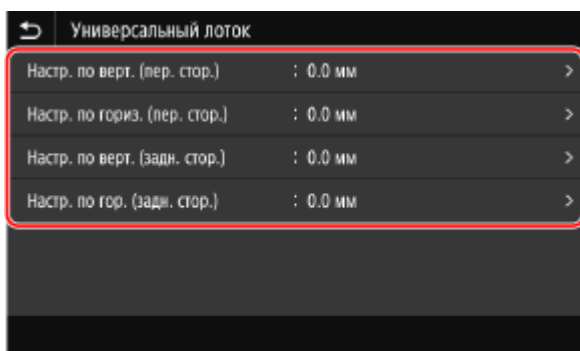 Универсальный лоток
Настр. по верт. (пер. стор.) : 0.0 мм
Настр. по гориз. (пер. стор.) : 0.0 мм
Настр. по верт. (задн. стор.) : 0.0 мм
Настр. по гор. (задн. стор.) : 0.0 мм